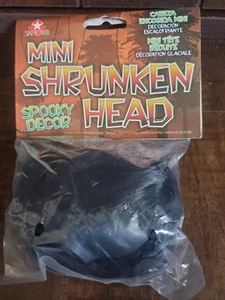 MINI
SHRUNKEN
HEAD
SPOOKY
DECOR
CABEZA
ENCOGIDA MINI
DECORACIÓN
ESCALOFRIANTE
MINI TÊTE
RÉDUITE
DÉCORATION GLACIALE